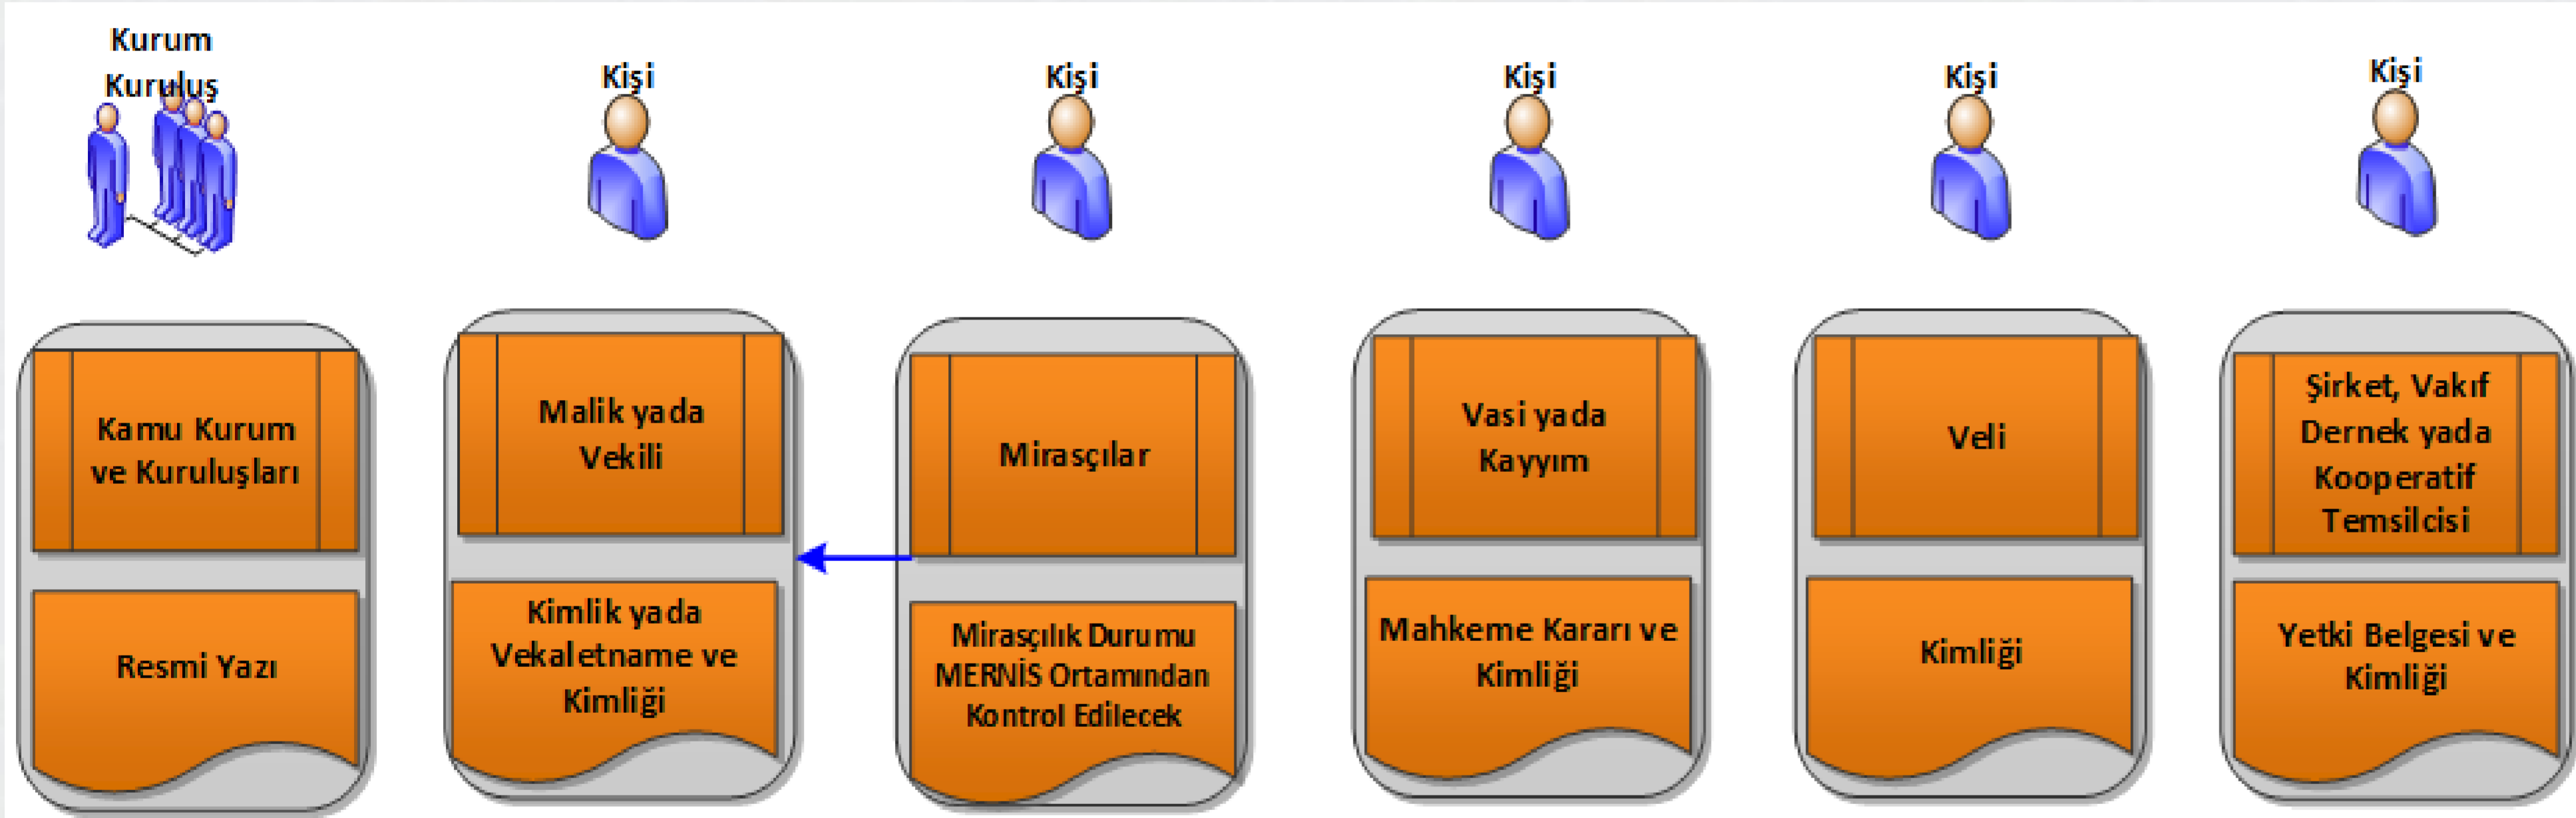 Kurum
Kuruluş
Kişi
Kişi
Kişi
Kişi
Kişi
Kamu Kurum
ve Kuruluşları
Resmi Yazı
Malik yada
Vekili
Kimlik yada
Vekaletname ve
Kimliği
Mirasçılar
Mirasçılık Durumu
MERNİS Ortamından
Kontrol Edilecek
Vasi yada
Kayyım
Mahkeme Kararı ve
Kimliği
Veli
Kimliği
Şirket, Vakıf
Dernek yada
Kooperatif
Temsilcisi
Yetki Belgesi ve
Kimliği